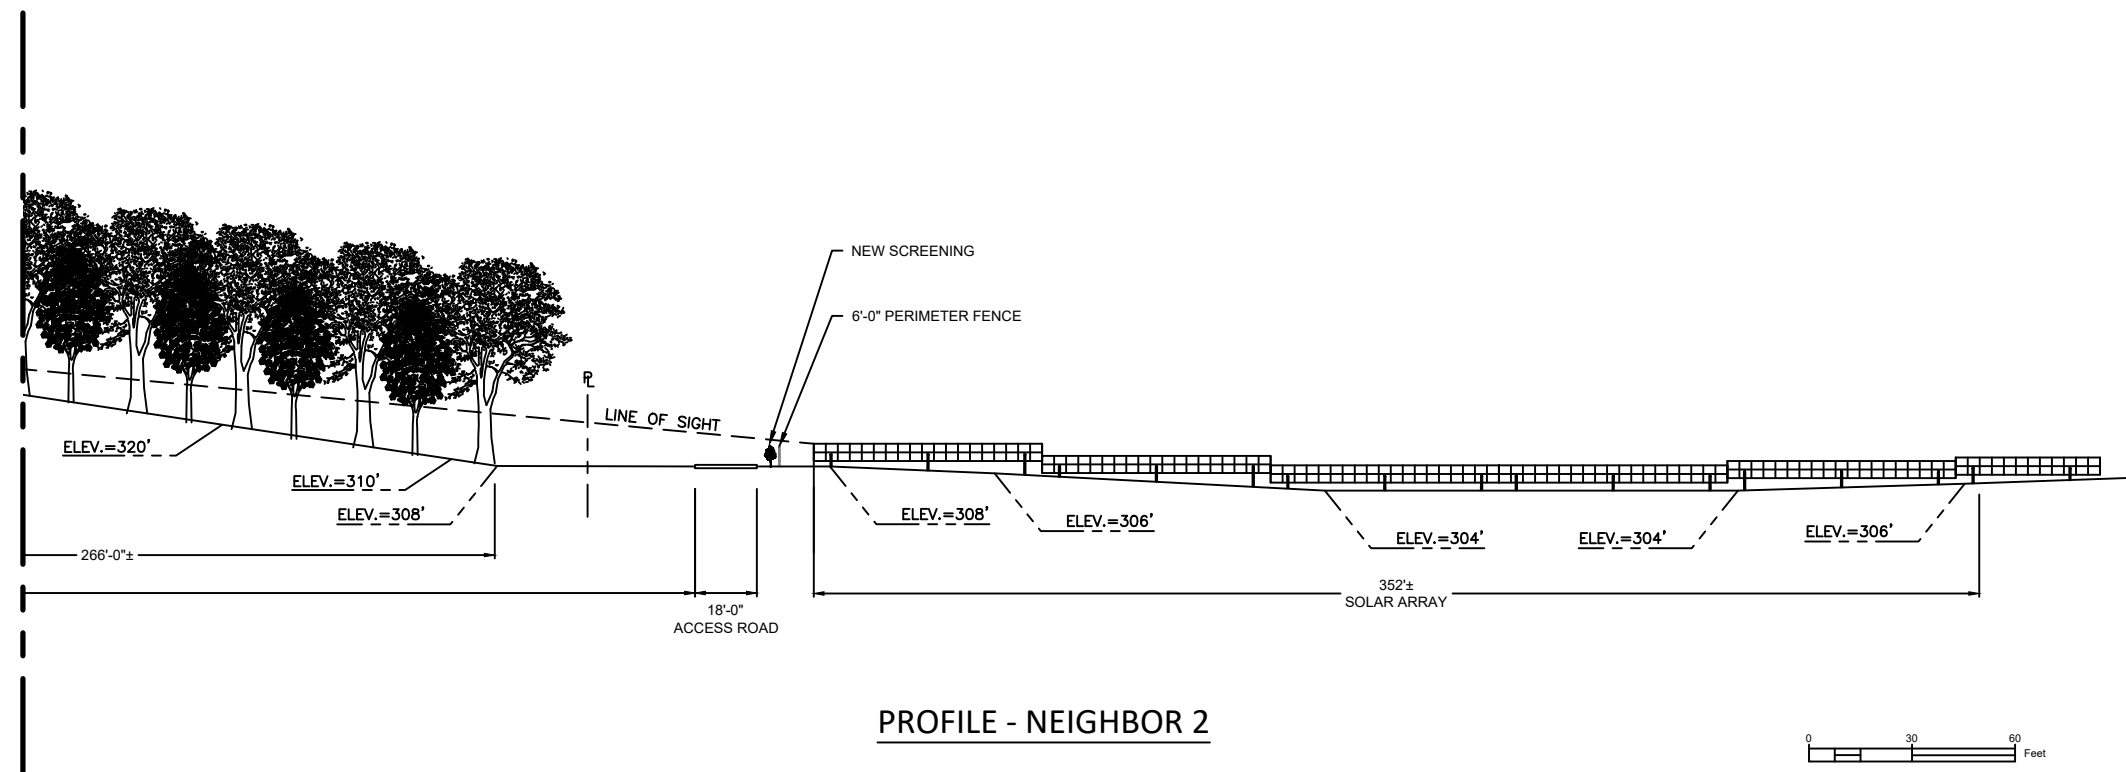 NEW SCREENING
6'-0" PERIMETER FENCE
PL
LINE OF SIGHT
ELEV.=320'
ELEV.=310'
ELEV.=308'
ELEV.=308'
ELEV.=306'
ELEV.=304'
ELEV.=304'
ELEV.=306'
266'-0"±
18'-0"
ACCESS ROAD
352'±
SOLAR ARRAY
PROFILE - NEIGHBOR 2
0 30 60
Feet